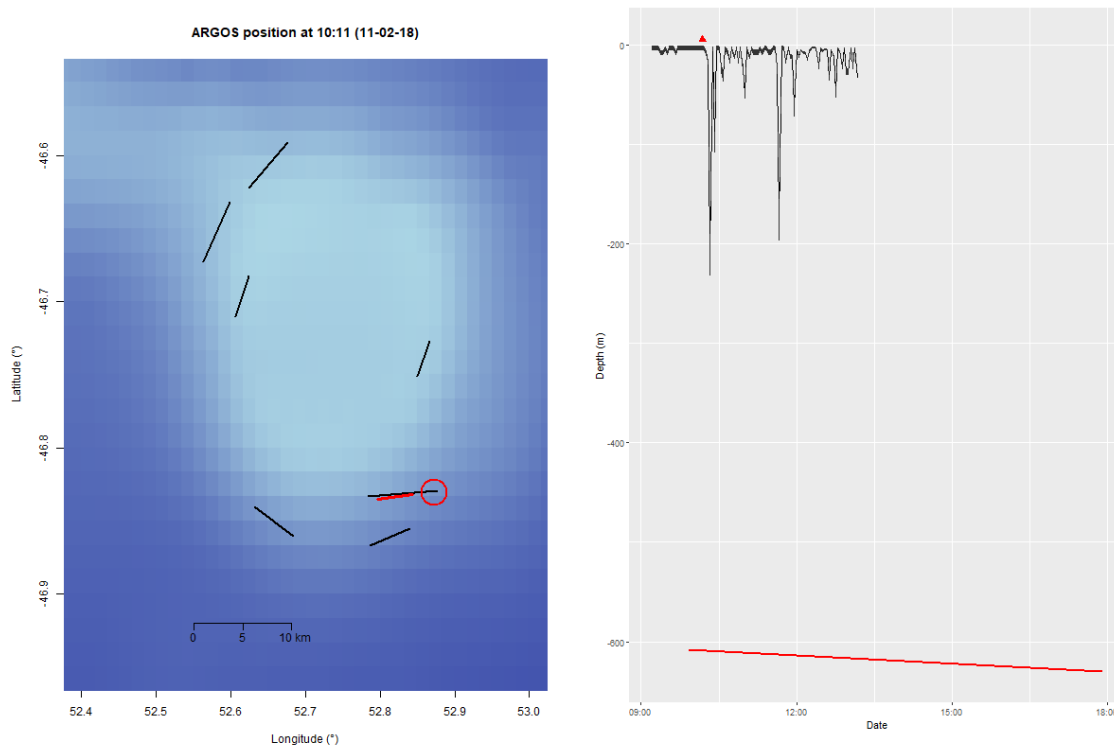 ARGOS position at 10:11 (11-02-18)
-46.6
-46.7
-46.8
-46.9
Latitude (°)
0 5 10 km
52.4 52.5 52.6 52.7 52.8 52.9 53.0
Longitude (°)
0
-200
-400
-600
Depth (m)
09:00 12:00 15:00 18:00
Date